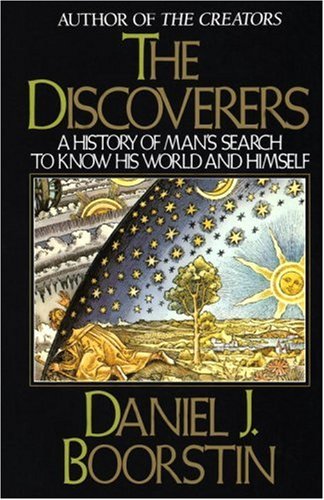 AUTHOR OF THE CREATORS
THE
DISCOVERERS
A HISTORY OF MAN'S SEARCH
TO KNOW HIS WORLD AND HIMSELF
DANIEL J.
BOORSTIN